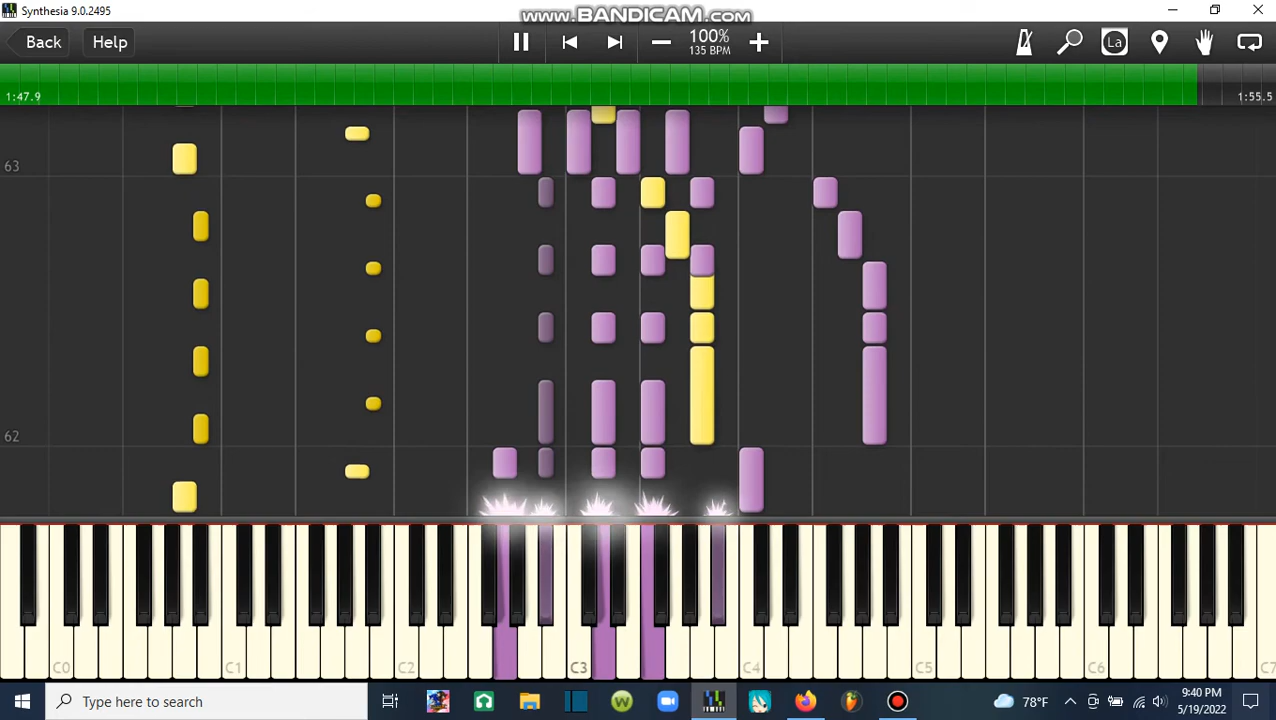 Synthesia 9.0.2495
www.BANDICAM.com
Back
Help
100%
135 BPM
La
1:47.9
1:55.5
63
62
C0
C1
C2
C3
C4
C5
C6
C7
Type here to search
78°F
9:40 PM
5/19/2022